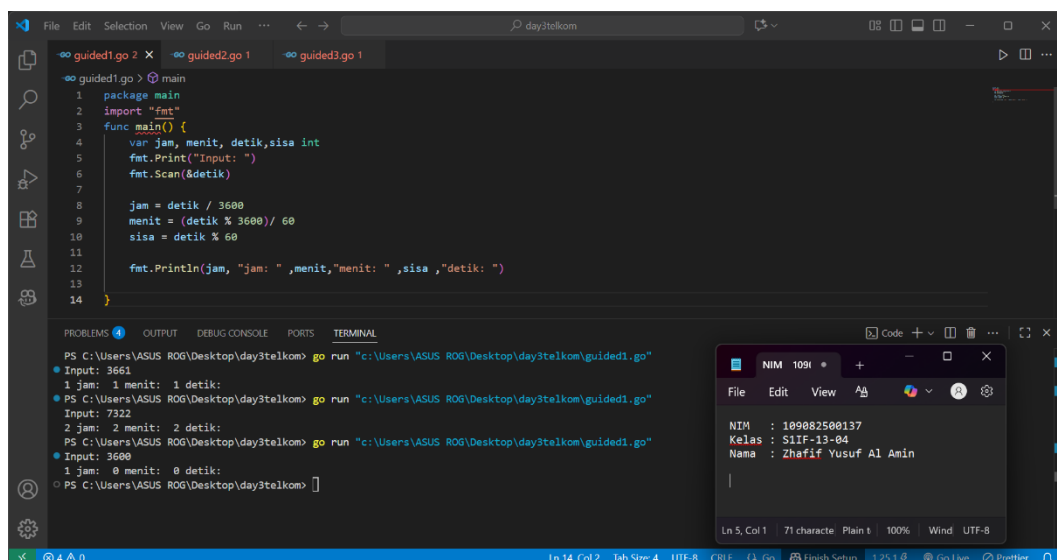 File Edit Selection View Go Run ··· ← → day3telkom
guided1.go 2 × guided2.go 1 guided3.go 1
guided1.go > main
1 package main
2 import "fmt"
3 func main() {
4 var jam, menit, detik,sisa int
5 fmt.Print("Input: ")
6 fmt.Scan(&detik)
7
8 jam = detik / 3600
9 menit = (detik % 3600)/ 60
10 sisa = detik % 60
11
12 fmt.Println(jam, "jam: " ,menit,"menit: " ,sisa ,"detik: ")
13
14 }
PROBLEMS 4 OUTPUT DEBUG CONSOLE PORTS TERMINAL Code
PS C:\Users\ASUS ROG\Desktop\day3telkom> go run "c:\Users\ASUS ROG\Desktop\day3telkom\guided1.go"
Input: 3661
1 jam: 1 menit: 1 detik:
PS C:\Users\ASUS ROG\Desktop\day3telkom> go run "c:\Users\ASUS ROG\Desktop\day3telkom\guided1.go"
Input: 7322
2 jam: 2 menit: 2 detik:
PS C:\Users\ASUS ROG\Desktop\day3telkom> go run "c:\Users\ASUS ROG\Desktop\day3telkom\guided1.go"
Input: 3600
1 jam: 0 menit: 0 detik:
PS C:\Users\ASUS ROG\Desktop\day3telkom>
NIM 109
File Edit View
NIM : 109082500137
Kelas : S1IF-13-04
Nama : Zhafif Yusuf Al Amin
Ln 5, Col 1 71 characte Plain t 100% Wind UTF-8
4 0 Ln 14, Col 2 Tab Size: 4 UTF-8 CRLF Go Finish Setup 1.25.1 Go Live Prettier